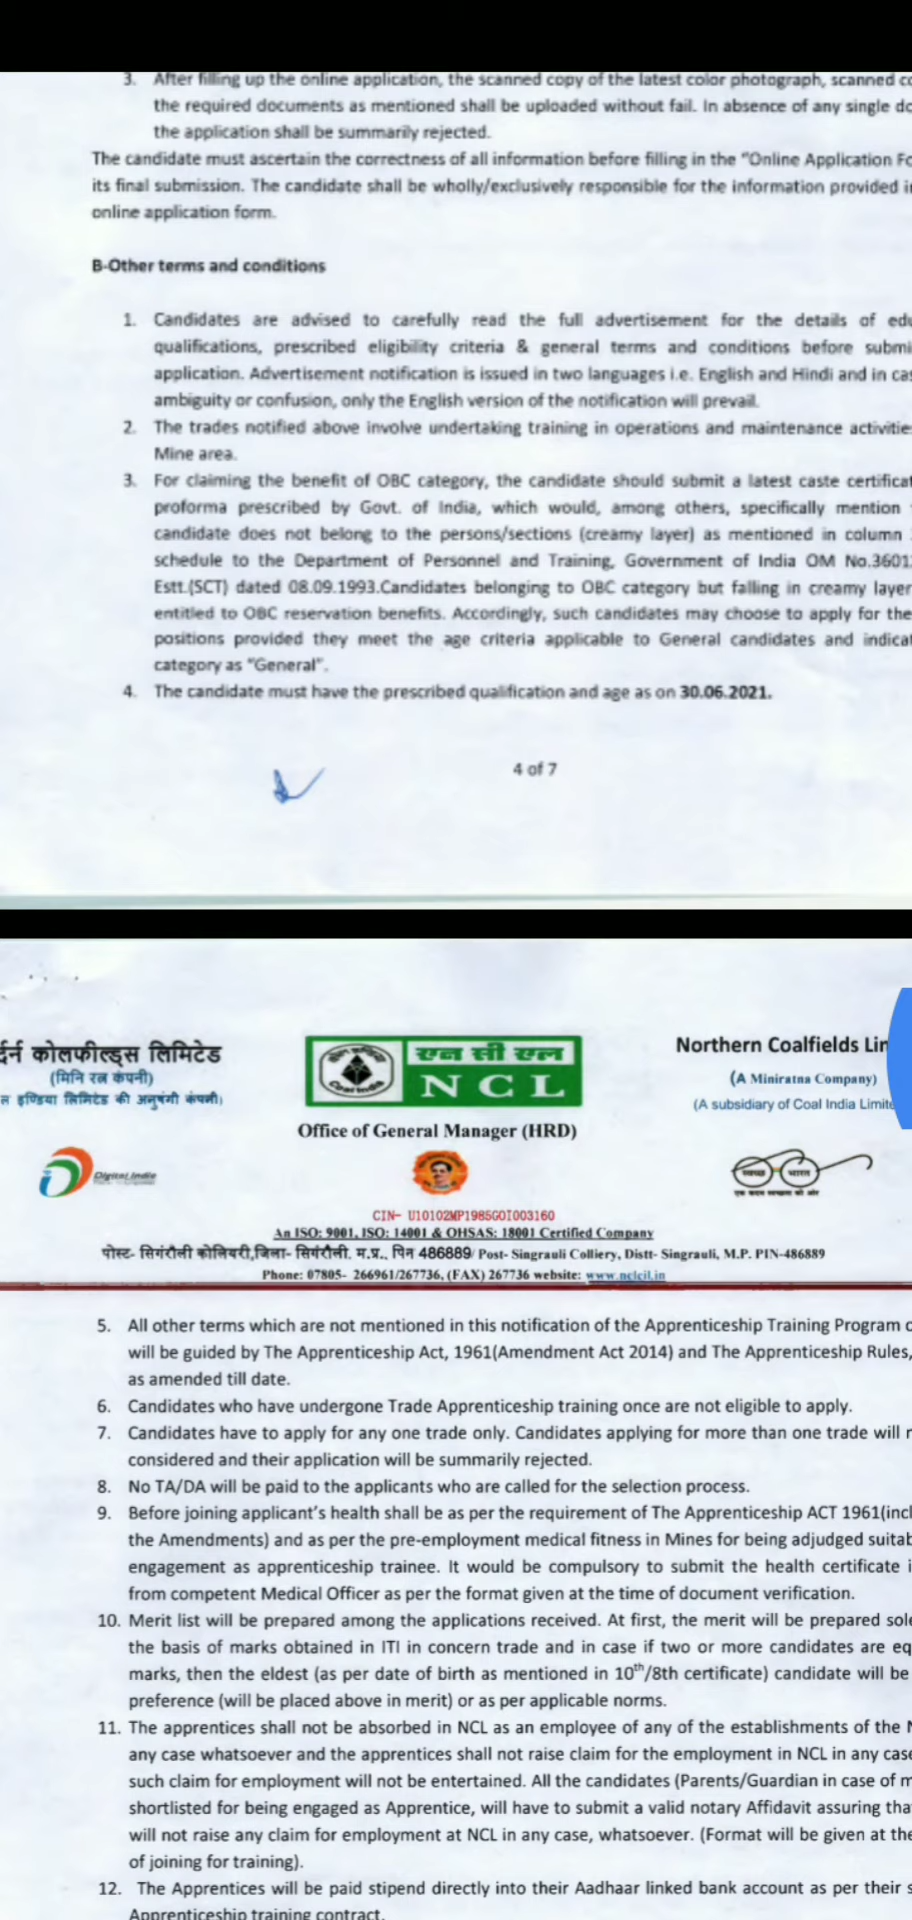 3. After filling up the online application, the scanned copy of the latest color photograph, scanned
the required documents as mentioned shall be uploaded without fail. In absence of any single
the application shall be summarily rejected.
The candidate must ascertain the correctness of all information before filling in the "Online Application
its final submission. The candidate shall be wholly/exclusively responsible for the information provided
online application form.
B-Other terms and conditions
1. Candidates are advised to carefully read the full advertisement for the details of
qualifications, prescribed eligibility criteria & general terms and conditions before
application. Advertisement notification is issued in two languages i.e. English and Hindi and in
ambiguity or confusion, only the English version of the notification will prevail.
2. The trades notified above involve undertaking training in operations and maintenance
Mine area.
3. For claiming the benefit of OBC category, the candidate should submit a latest caste
proforma prescribed by Govt. of India, which would, among others, specifically mention
candidate does not belong to the persons/sections (creamy layer) as mentioned in column
schedule to the Department of Personnel and Training, Government of India OM No.3601
Estt.(SCT) dated 08.09.1993.Candidates belonging to OBC category but falling in creamy layer
entitled to OBC reservation benefits. Accordingly, such candidates may choose to apply for the
positions provided they meet the age criteria applicable to General candidates and
category as "General".
4. The candidate must have the prescribed qualification and age as on 30.06.2021.
4 of 7
र्दर्न कोलफील्ड्स लिमिटेड
(मिनि रत्न कंपनी)
ल इण्डिया लिमिटेड की अनुषंगी कंपनी)
Digital India
एन सी एल
NCL
Coal India
Office of General Manager (HRD)
Northern Coalfields
(A Miniratna Company)
(A subsidiary of Coal India
स्वच्छ भारत
एक कदम स्वच्छता की ओर
CIN- U10102MP1985GOI003160
An ISO: 9001, ISO: 14001 & OHSAS: 18001 Certified Company
पोस्ट- सिंगरौली कोलियरी,जिला- सिंगरौली. म.प्र., पिन 486889/ Post- Singrauli Colliery, Distt- Singrauli, M.P. PIN-486889
Phone: 07805- 266961/267736, (FAX) 267736 website: www.nclcil.in
5. All other terms which are not mentioned in this notification of the Apprenticeship Training Program
will be guided by The Apprenticeship Act, 1961(Amendment Act 2014) and The Apprenticeship Rules,
as amended till date.
6. Candidates who have undergone Trade Apprenticeship training once are not eligible to apply.
7. Candidates have to apply for any one trade only. Candidates applying for more than one trade will
considered and their application will be summarily rejected.
8. No TA/DA will be paid to the applicants who are called for the selection process.
9. Before joining applicant's health shall be as per the requirement of The Apprenticeship ACT 1961(incl
the Amendments) and as per the pre-employment medical fitness in Mines for being adjudged
engagement as apprenticeship trainee. It would be compulsory to submit the health certificate
from competent Medical Officer as per the format given at the time of document verification.
10. Merit list will be prepared among the applications received. At first, the merit will be prepared
the basis of marks obtained in ITI in concern trade and in case if two or more candidates are
marks, then the eldest (as per date of birth as mentioned in 10th/8th certificate) candidate will be
preference (will be placed above in merit) or as per applicable norms.
11. The apprentices shall not be absorbed in NCL as an employee of any of the establishments of the
any case whatsoever and the apprentices shall not raise claim for the employment in NCL in any
such claim for employment will not be entertained. All the candidates (Parents/Guardian in case of
shortlisted for being engaged as Apprentice, will have to submit a valid notary Affidavit assuring
will not raise any claim for employment at NCL in any case, whatsoever. (Format will be given at the
of joining for training).
12. The Apprentices will be paid stipend directly into their Aadhaar linked bank account as per their
Apprenticeship training contract.